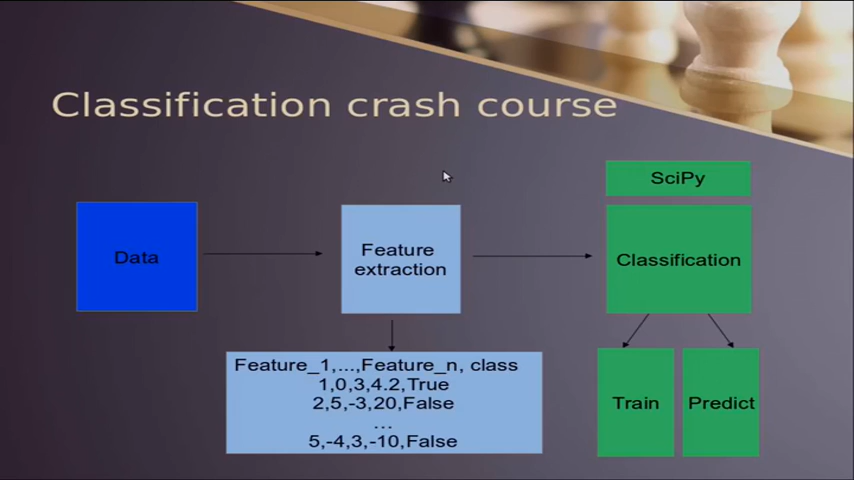 Classification crash course
SciPy
Data
Feature
extraction
Classification
Feature_1,...,Feature_n, class
1,0,3,4.2,True
2,5,-3,20,False
...
5,-4,3,-10,False
Train
Predict